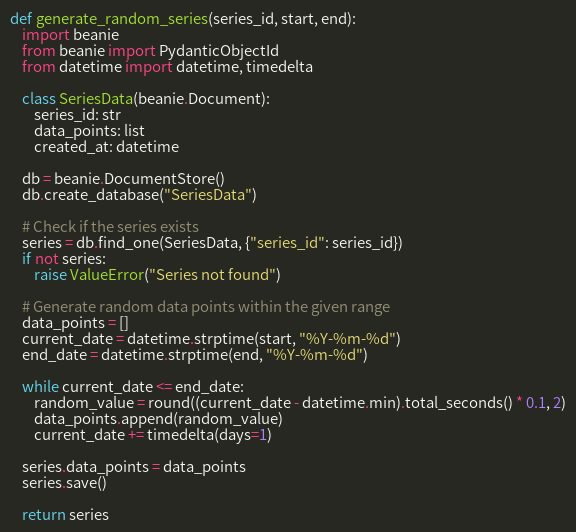 def generate_random_series(series_id, start, end):
    import beanie
    from beanie import PydanticObjectId
    from datetime import datetime, timedelta

    class SeriesData(beanie.Document):
        series_id: str
        data_points: list
        created_at: datetime

    db = beanie.DocumentStore()
    db.create_database("SeriesData")

    # Check if the series exists
    series = db.find_one(SeriesData, {"series_id": series_id})
    if not series:
        raise ValueError("Series not found")

    # Generate random data points within the given range
    data_points = []
    current_date = datetime.strptime(start, "%Y-%m-%d")
    end_date = datetime.strptime(end, "%Y-%m-%d")

    while current_date <= end_date:
        random_value = round((current_date - datetime.min).total_seconds() * 0.1, 2)
        data_points.append(random_value)
        current_date += timedelta(days=1)

    series.data_points = data_points
    series.save()

    return series